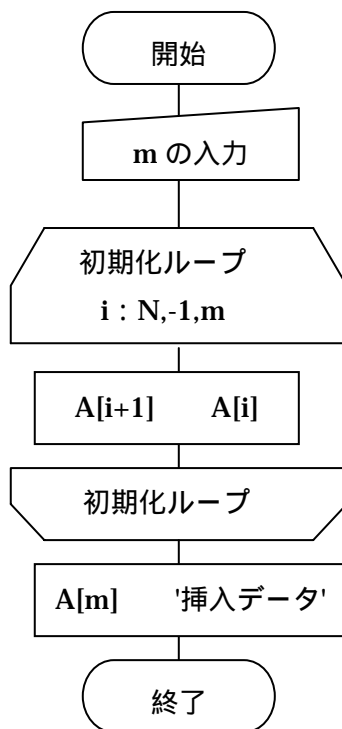 開始
m の入力
初期化ループ
i : N,-1,m
A[i+1] A[i]
初期化ループ
A[m] '挿入データ'
終了